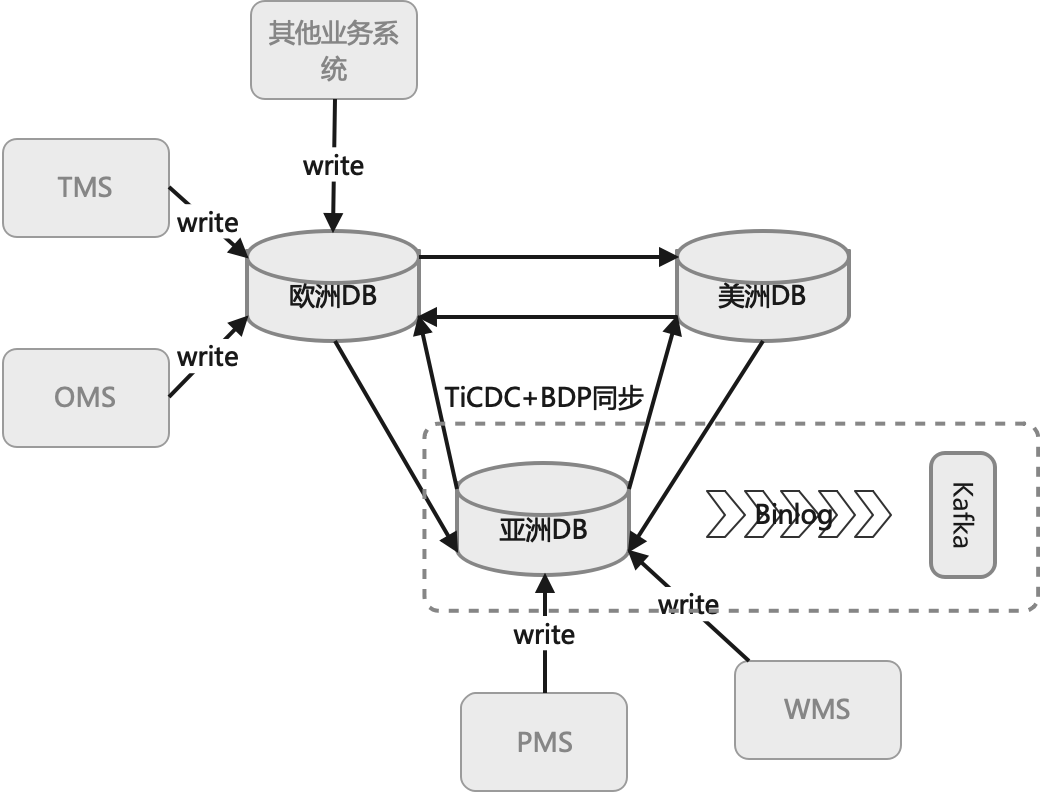 其他业务系
统
write
TMS
write
欧洲DB
美洲DB
write
OMS
TiCDC+BDP同步
亚洲DB
Binlog
Kafka
write
write
PMS
WMS